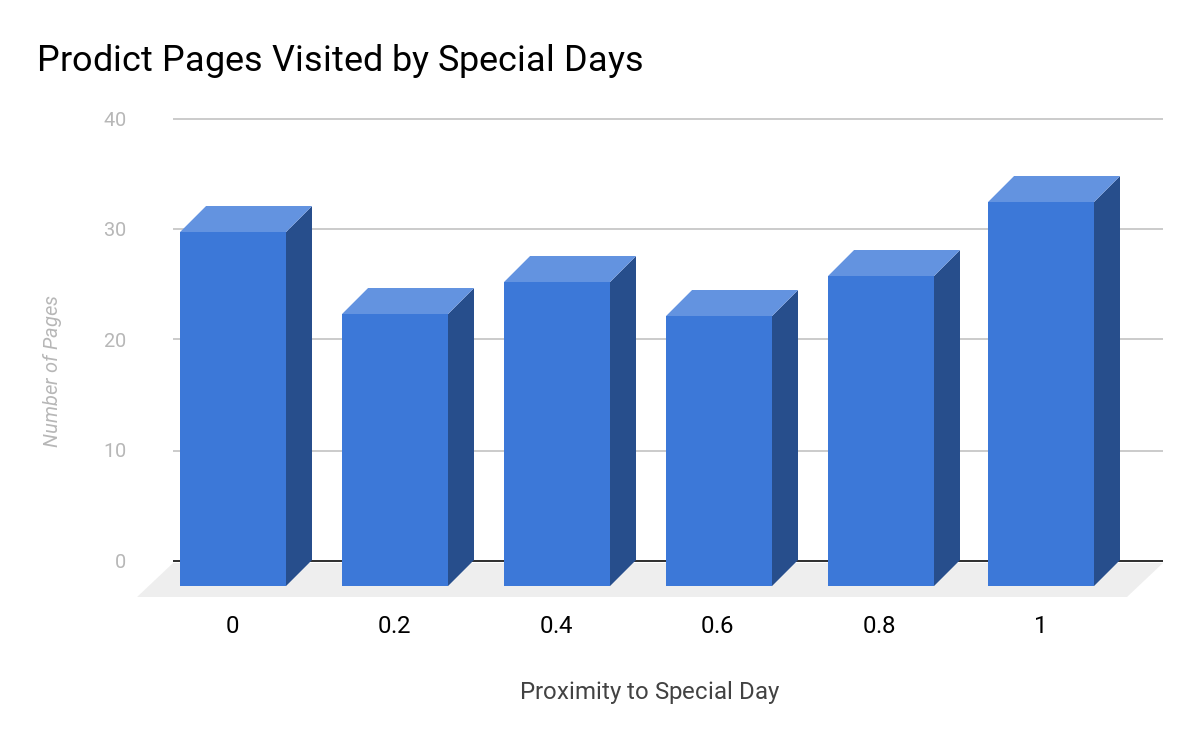 Prodict Pages Visited by Special Days
40
30
20
10
0
Number of Pages
0 0.2 0.4 0.6 0.8 1
Proximity to Special Day